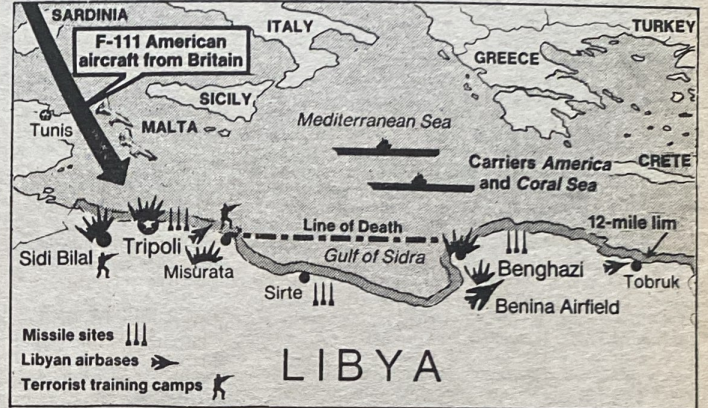 SARDINIA
ITALY
TURKEY
F-111 American
aircraft from Britain
GREECE
SICILY
Tunis
MALTA
Mediterranean Sea
Carriers America
and Coral Sea
CRETE
Line of Death
12-mile lim
Sidi Bilal
Tripoli
Misurata
Gulf of Sidra
Sirte
Benghazi
Tobruk
Benina Airfield
Missile sites
Libyan airbases
Terrorist training camps
LIBYA